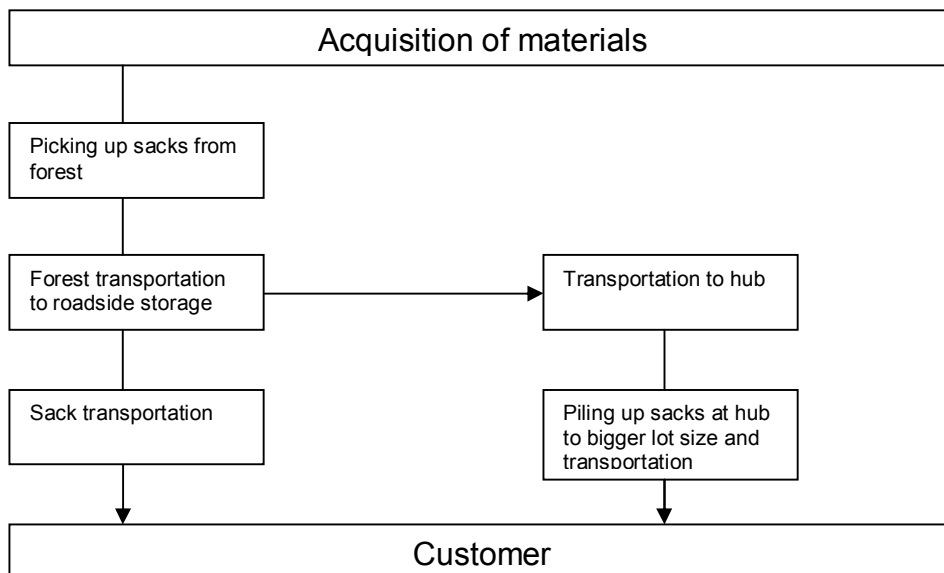 Acquisition of materials
Picking up sacks from
forest
Forest transportation
to roadside storage
Transportation to hub
Sack transportation
Piling up sacks at hub
to bigger lot size and
transportation
Customer